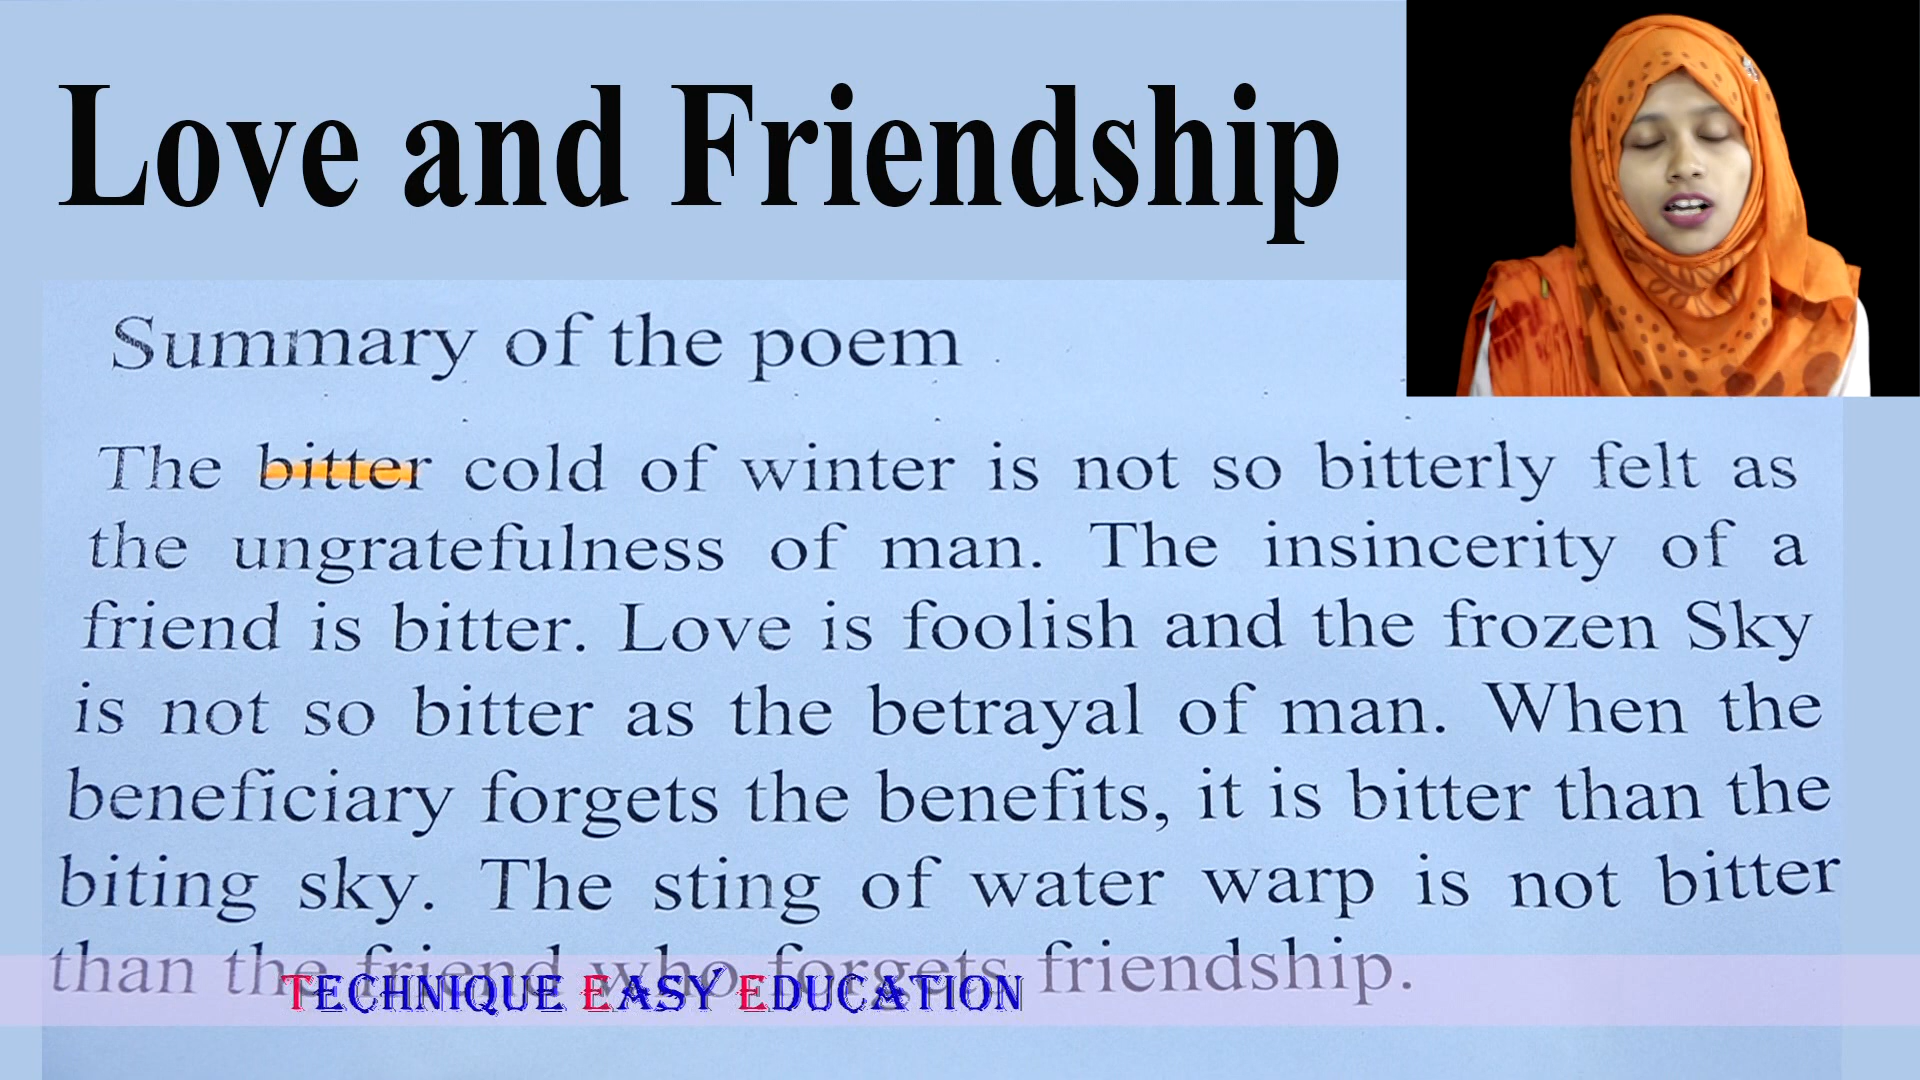 Love and Friendship
Summary of the poem
The bitter cold of winter is not so bitterly felt as
the ungratefulness of man. The insincerity of a
friend is bitter. Love is foolish and the frozen Sky
is not so bitter as the betrayal of man. When the
beneficiary forgets the benefits, it is bitter than the
biting sky. The sting of water warp is not bitter
than the friend who forgets friendship.
TECHNIQUE EASY EDUCATION